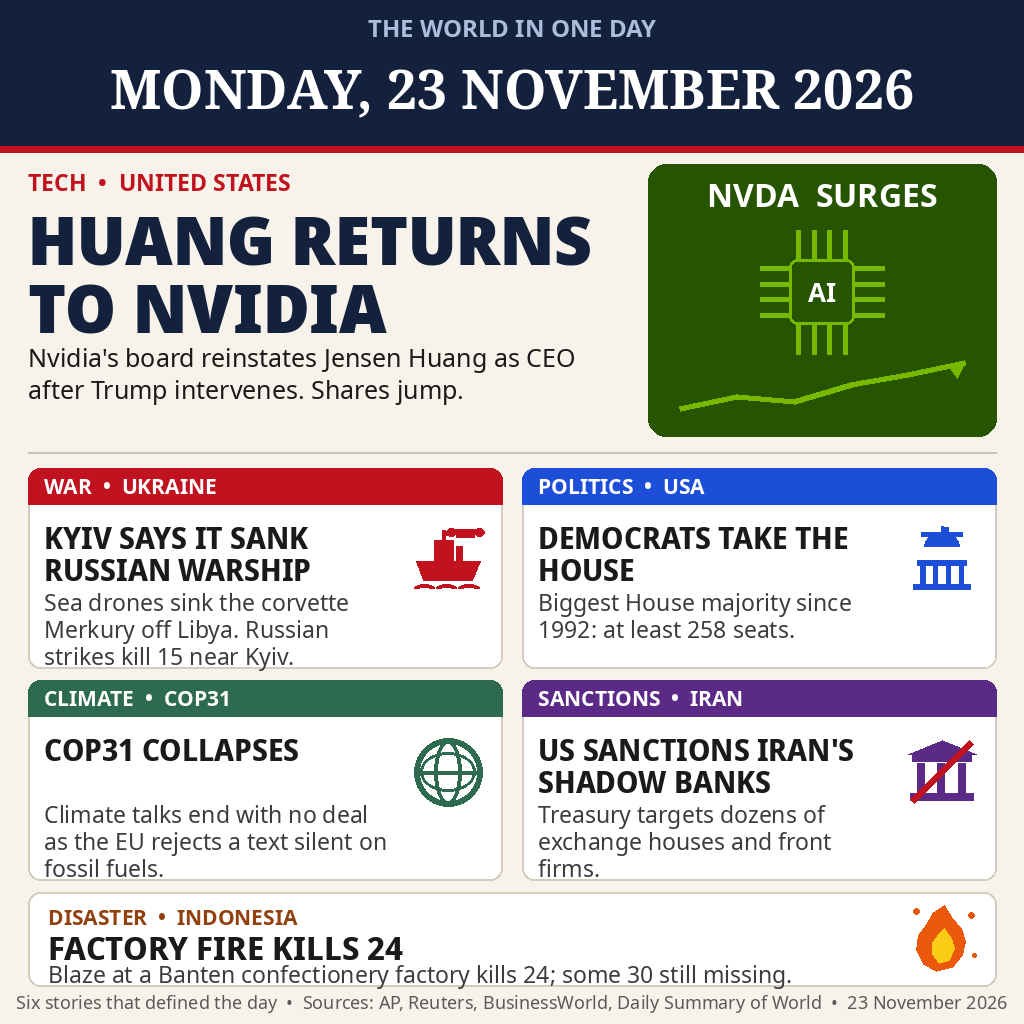 THE WORLD IN ONE DAY
MONDAY, 23 NOVEMBER 2026
TECH • UNITED STATES
HUANG RETURNS
TO NVIDIA
Nvidia's board reinstates Jensen Huang as CEO
after Trump intervenes. Shares jump.
NVDA SURGES
AI
WAR • UKRAINE
KYIV SAYS IT SANK
RUSSIAN WARSHIP
Sea drones sink the corvette
Merkury off Libya. Russian
strikes kill 15 near Kyiv.
POLITICS • USA
DEMOCRATS TAKE THE
HOUSE
Biggest House majority since
1992: at least 258 seats.
CLIMATE • COP31
COP31 COLLAPSES
Climate talks end with no deal
as the EU rejects a text silent on
fossil fuels.
SANCTIONS • IRAN
US SANCTIONS IRAN'S
SHADOW BANKS
Treasury targets dozens of
exchange houses and front
firms.
DISASTER • INDONESIA
FACTORY FIRE KILLS 24
Blaze at a Banten confectionery factory kills 24; some 30 still missing.
Six stories that defined the day • Sources: AP, Reuters, BusinessWorld, Daily Summary of World • 23 November 2026